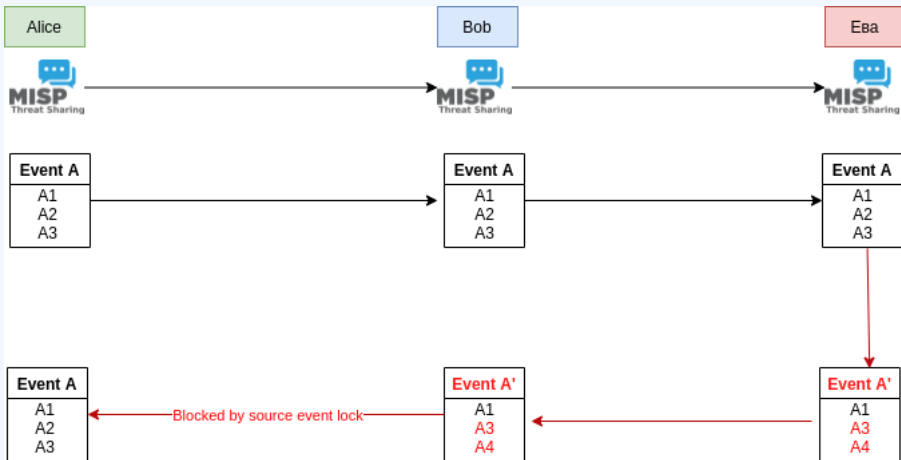 Alice
Bob
Ева
MISP
Threat Sharing
MISP
Threat Sharing
MISP
Threat Sharing
Event A
A1
A2
A3
Event A
A1
A2
A3
Event A
A1
A2
A3
Event A
A1
A2
A3
Blocked by source event lock
Event A'
A1
A3
A4
Event A'
A1
A3
A4